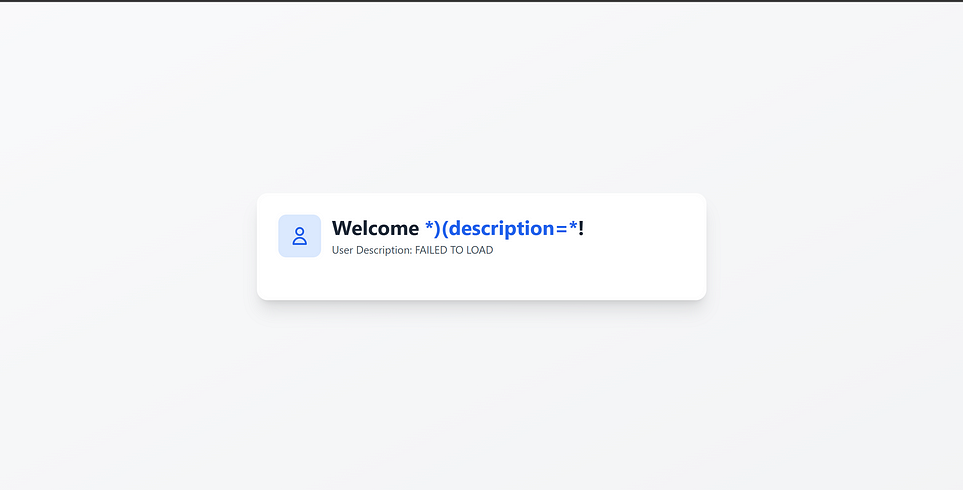 Welcome *)(description=*!
User Description: FAILED TO LOAD